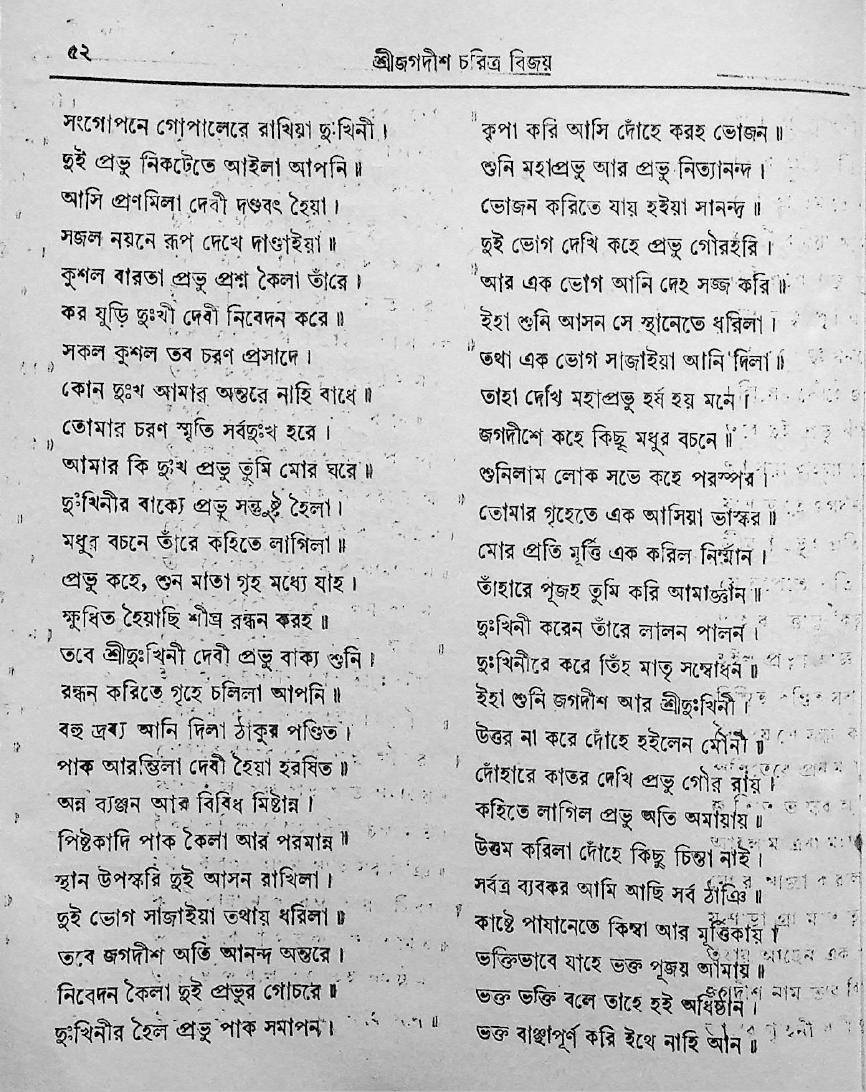 ৫২
শ্রীজগদীশ চরিত্র বিজয়
সংগোপনে গোপালেরে রাখিয়া দুঃখিনী।
দুই প্রভু নিকটেতে আইলা আপনি॥
আসি প্রণমিলা দেবী দণ্ডবৎ হৈয়া।
সজল নয়নে রূপ দেখে দাণ্ডাইয়া॥
কুশল বারতা প্রভু প্রশ্ন কৈলা তাঁরে।
কর যুড়ি দুঃখী দেবী নিবেদন করে॥
সকল কুশল তব চরণ প্রসাদে।
কোন দুঃখ আমার অন্তরে নাহি বাধে॥
তোমার চরণ স্মৃতি সর্বদুঃখ হরে।
আমার কি দুঃখ প্রভু তুমি মোর ঘরে॥
দুঃখিনীর বাক্যে প্রভু সন্তুষ্ট হৈলা।
মধুর বচনে তাঁরে কহিতে লাগিলা॥
প্রভু কহে, শুন মাতা গৃহ মধ্যে যাহ।
ক্ষুধিত হৈয়াছি শীঘ্র রন্ধন করহ॥
তবে শ্রীদুঃখিনী দেবী প্রভু বাক্য শুনি।
রন্ধন করিতে গৃহে চলিলা আপনি॥
বহু দ্রব্য আনি দিলা ঠাকুর পণ্ডিত।
পাক আরম্ভিলা দেবী হৈয়া হরষিত॥
অন্ন ব্যঞ্জন আর বিবিধ মিষ্টান্ন।
পিষ্টকাদি পাক কৈলা আর পরমান্ন॥
স্থান উপস্করি দুই আসন রাখিলা।
দুই ভোগ সাজাইয়া তথায় ধরিলা॥
তবে জগদীশ অতি আনন্দ অন্তরে।
নিবেদন কৈলা দুই প্রভুর গোচরে॥
দুঃখিনীর হৈল প্রভু পাক সমাপন।
কৃপা করি আসি দোঁহে করহ ভোজন॥
শুনি মহাপ্রভু আর প্রভু নিত্যানন্দ।
ভোজন করিতে যায় হইয়া সানন্দ॥
দুই ভোগ দেখি কহে প্রভু গৌরহরি।
আর এক ভোগ আনি দেহ সজ্জ করি॥
ইহা শুনি আসন সে স্থানেতে ধরিলা।
তথা এক ভোগ সাজাইয়া আনি দিলা॥
তাহা দেখি মহাপ্রভু হর্ষ হয় মনে।
জগদীশে কহে কিছু মধুর বচনে॥
শুনিলাম লোক সভে কহে পরস্পর।
তোমার গৃহেতে এক আসিয়া ভাস্কর॥
মোর প্রতি মূর্ত্তি এক করিল নির্ম্মান।
তাঁহারে পূজহ তুমি করি আমাজ্ঞান॥
দুঃখিনী করেন তাঁরে লালন পালন।
দুঃখিনীরে করে তিঁহ মাতৃ সম্বোধন॥
ইহা শুনি জগদীশ আর শ্রীদুঃখিনী।
উত্তর না করে দোঁহে হইলেন মৌনী॥
দোঁহারে কাতর দেখি প্রভু গৌর রায়।
কহিতে লাগিল প্রভু অতি অমায়ায়॥
উত্তম করিলা দোঁহে কিছু চিন্তা নাই।
সর্বত্র ব্যবকর আমি আছি সর্ব ঠাঞি॥
কাষ্টে পাযানেতে কিম্বা আর মৃর্ত্তিকায়।
ভক্তিভাবে যাহে ভক্ত পূজয় আমায়॥
ভক্ত ভক্তি বলে তাহে হই অধিষ্ঠান।
ভক্ত বাঞ্ছাপূর্ণ করি ইথে নাহি আন॥